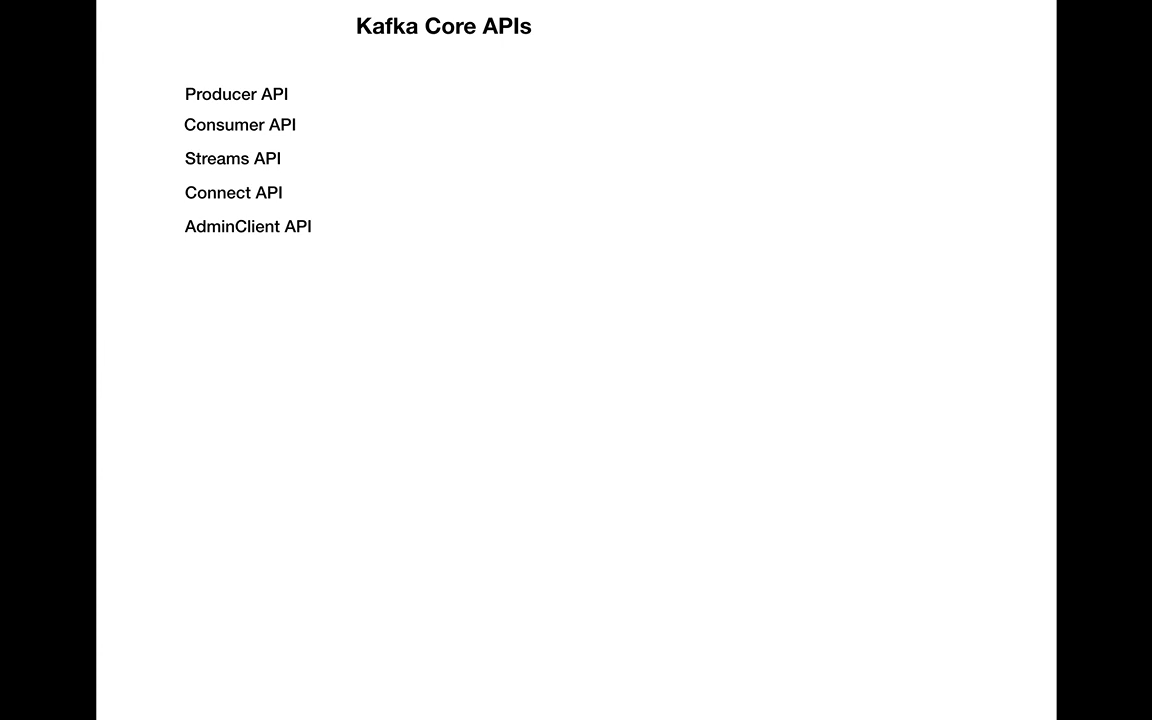 Kafka Core APIs
Producer API
Consumer API
Streams API
Connect API
AdminClient API